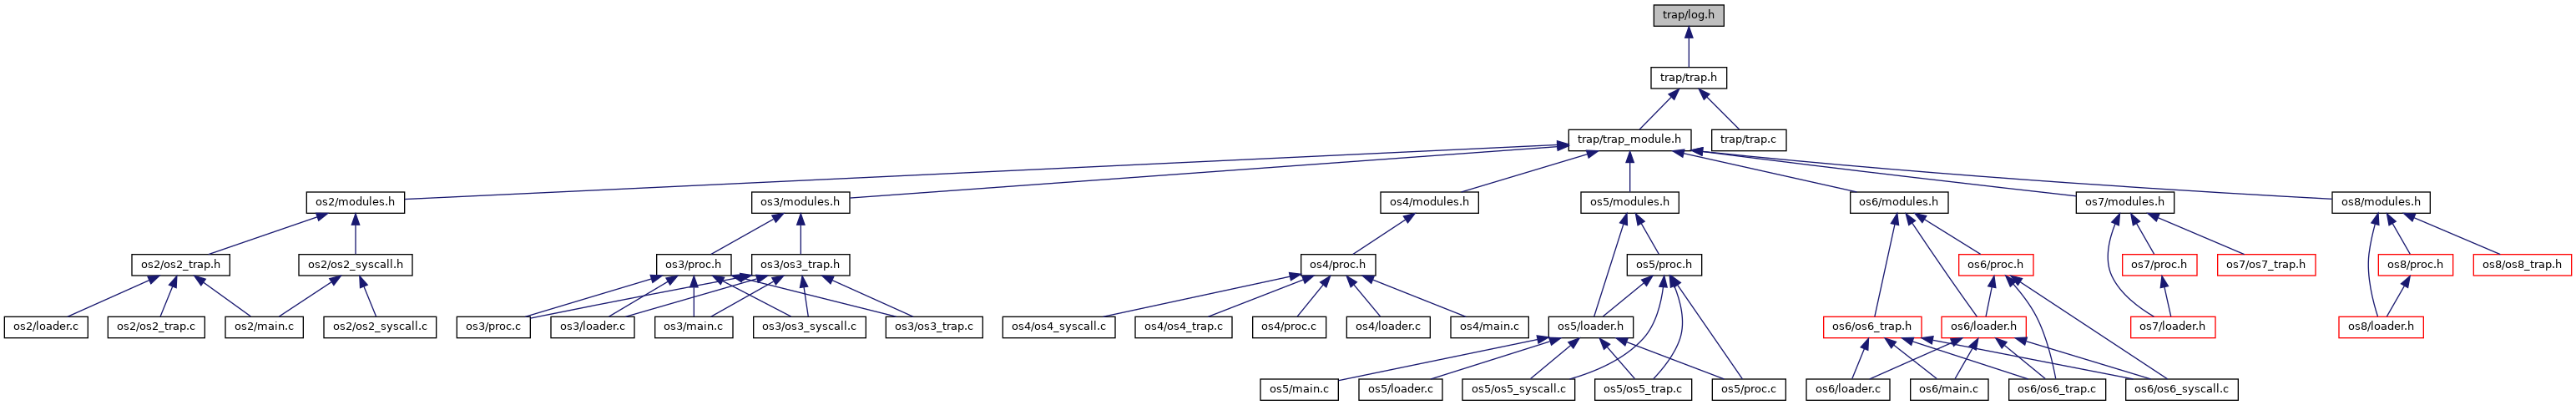 trap/log.h
trap/trap.h
trap/trap_module.h
trap/trap.c
os2/modules.h
os3/modules.h
os4/modules.h
os5/modules.h
os6/modules.h
os7/modules.h
os8/modules.h
os2/os2_trap.h
os2/os2_syscall.h
os3/proc.h
os3/os3_trap.h
os4/proc.h
os5/proc.h
os6/proc.h
os7/proc.h
os7/os7_trap.h
os8/proc.h
os8/os8_trap.h
os2/loader.c
os2/os2_trap.c
os2/main.c
os2/os2_syscall.c
os3/proc.c
os3/loader.c
os3/main.c
os3/os3_syscall.c
os3/os3_trap.c
os4/os4_syscall.c
os4/os4_trap.c
os4/proc.c
os4/loader.c
os4/main.c
os5/loader.h
os6/os6_trap.h
os6/loader.h
os7/loader.h
os8/loader.h
os5/main.c
os5/loader.c
os5/os5_syscall.c
os5/os5_trap.c
os5/proc.c
os6/loader.c
os6/main.c
os6/os6_trap.c
os6/os6_syscall.c